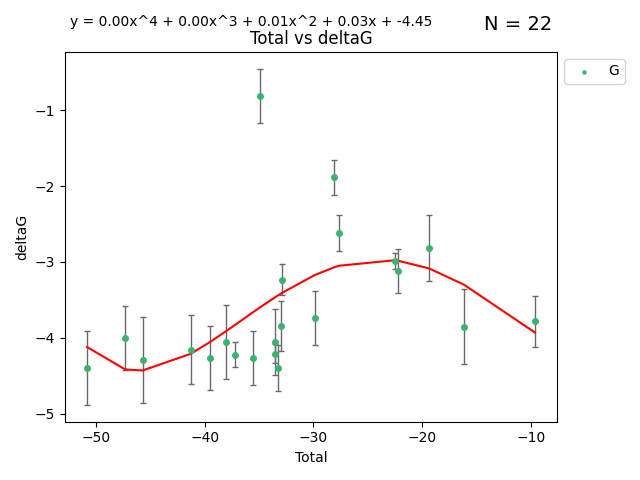 y = 0.00x^4 + 0.00x^3 + 0.01x^2 + 0.03x + -4.45
N = 22
Total vs deltaG
G
−1
−2
−3
−4
−5
deltaG
−50 −40 −30 −20 −10
Total